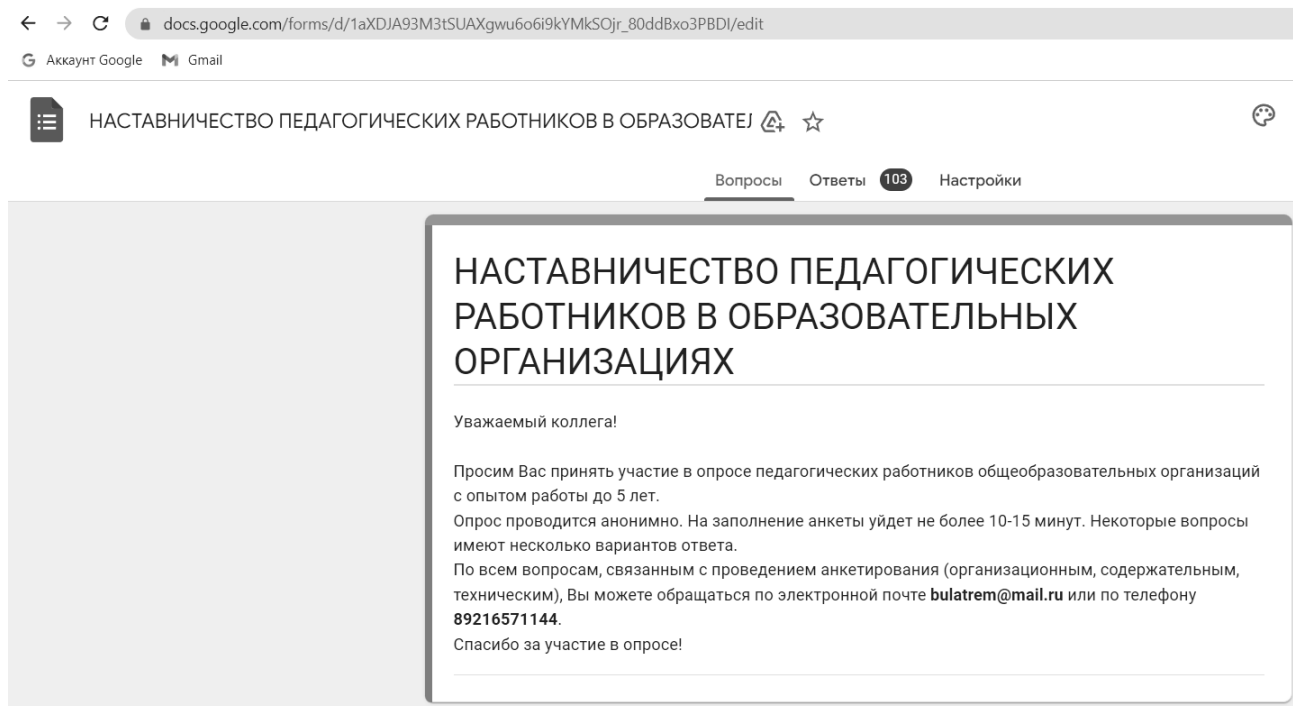 docs.google.com/forms/d/1aXDJA93M3tSUAXgwu6o6i9kYMkSOjr_80ddBxo3PBDI/edit
G Аккаунт Google M Gmail
НАСТАВНИЧЕСТВО ПЕДАГОГИЧЕСКИХ РАБОТНИКОВ В ОБРАЗОВАТЕЛ
Вопросы Ответы 103 Настройки
НАСТАВНИЧЕСТВО ПЕДАГОГИЧЕСКИХ
РАБОТНИКОВ В ОБРАЗОВАТЕЛЬНЫХ
ОРГАНИЗАЦИЯХ
Уважаемый коллега!
Просим Вас принять участие в опросе педагогических работников общеобразовательных организаций
с опытом работы до 5 лет.
Опрос проводится анонимно. На заполнение анкеты уйдет не более 10-15 минут. Некоторые вопросы
имеют несколько вариантов ответа.
По всем вопросам, связанным с проведением анкетирования (организационным, содержательным,
техническим), Вы можете обращаться по электронной почте bulatrem@mail.ru или по телефону
89216571144.
Спасибо за участие в опросе!